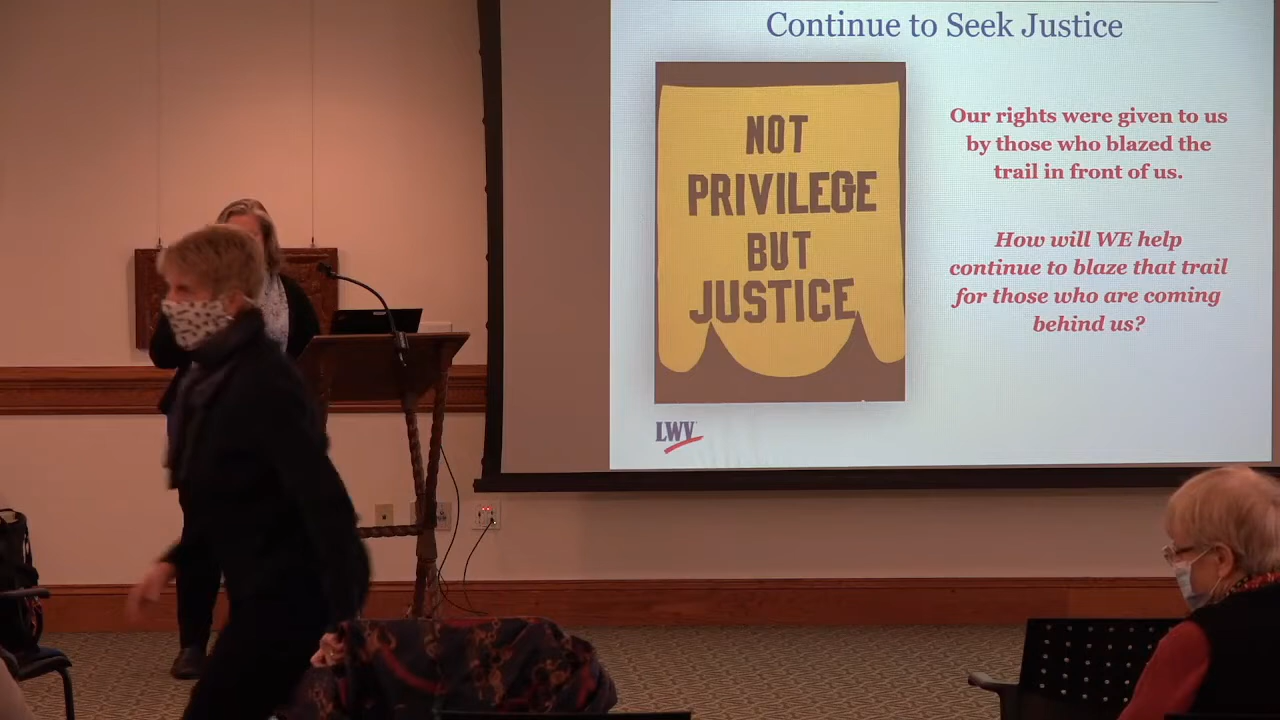 Continue to Seek Justice
NOT
PRIVILEGE
BUT
JUSTICE
Our rights were given to us
by those who blazed the
trail in front of us.
How will WE help
continue to blaze that trail
for those who are coming
behind us?
LWV